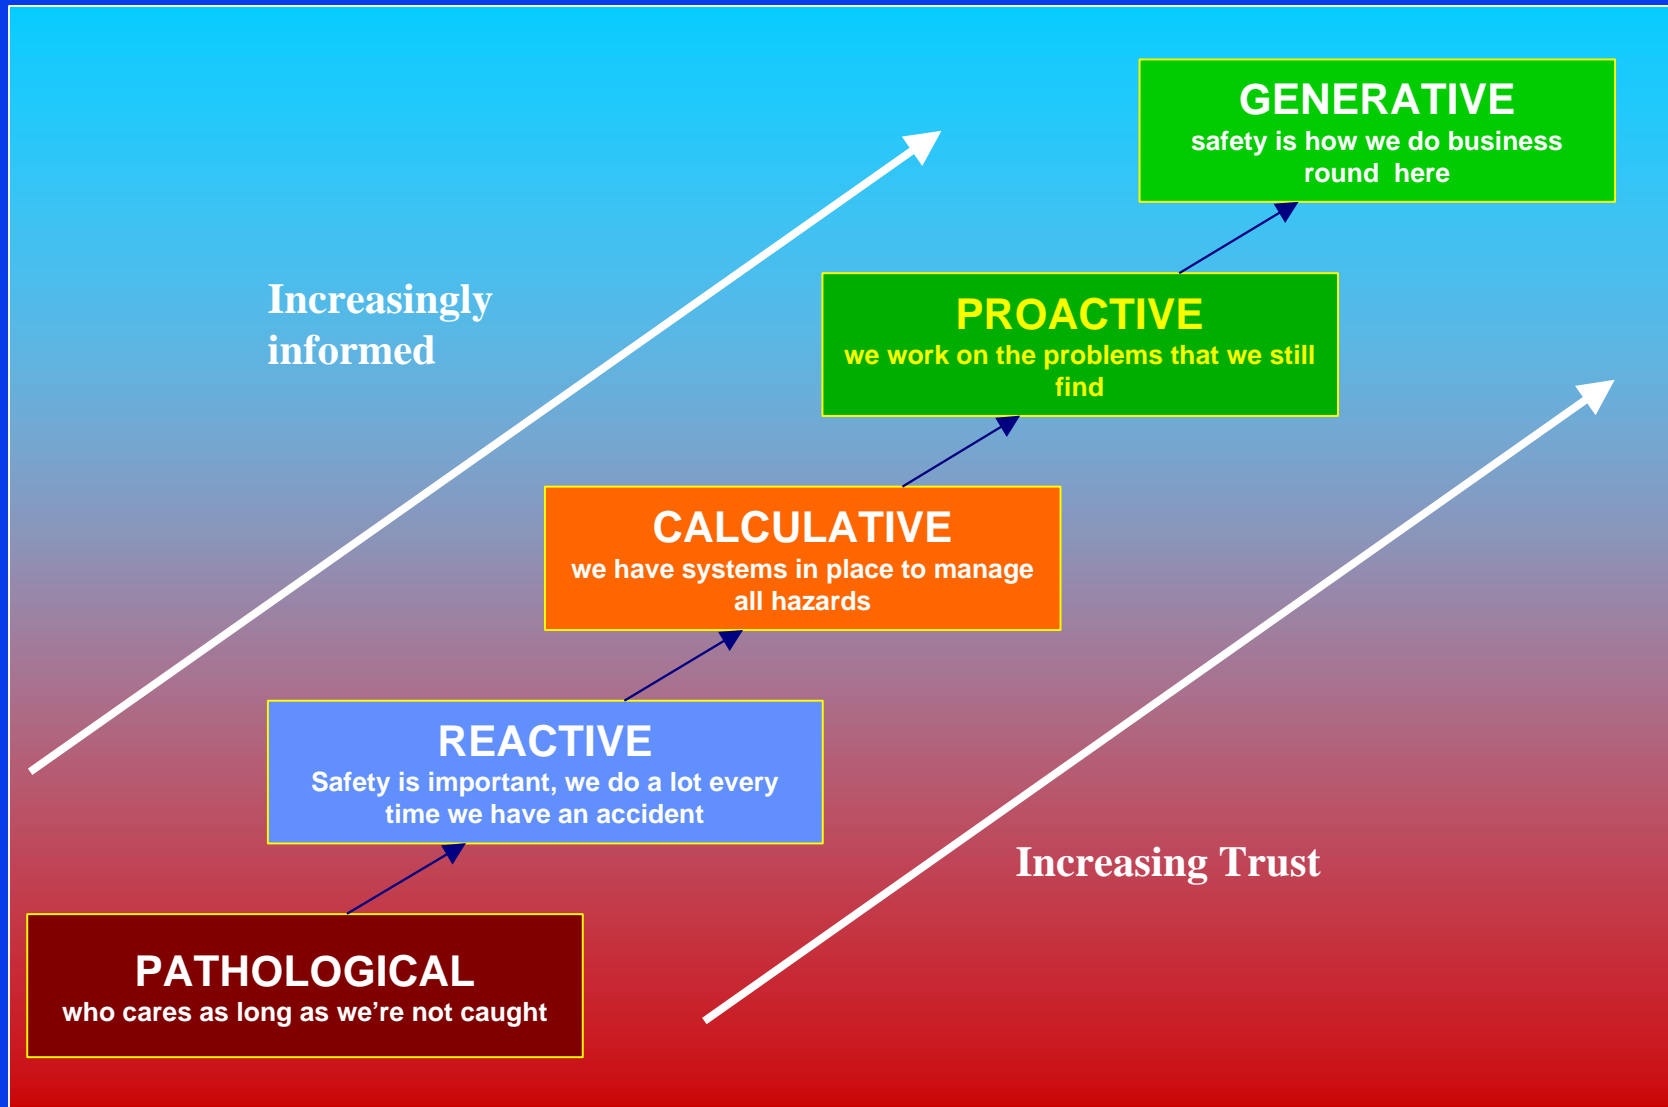 GENERATIVE
safety is how we do business
round  here
Increasingly
informed
PROACTIVE
we work on the problems that we still
find
CALCULATIVE
we have systems in place to manage
all hazards
REACTIVE
Safety is important, we do a lot every
time we have an accident
Increasing Trust
PATHOLOGICAL
who cares as long as we’re not caught